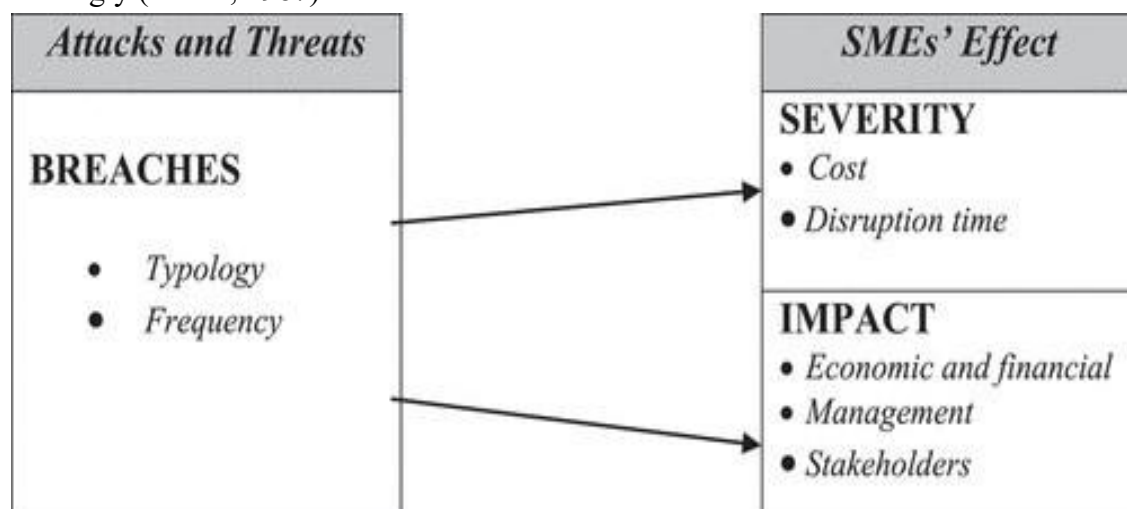 Attacks and Threats
BREACHES
• Typology
• Frequency
SMEs' Effect
SEVERITY
• Cost
• Disruption time
IMPACT
• Economic and financial
• Management
• Stakeholders